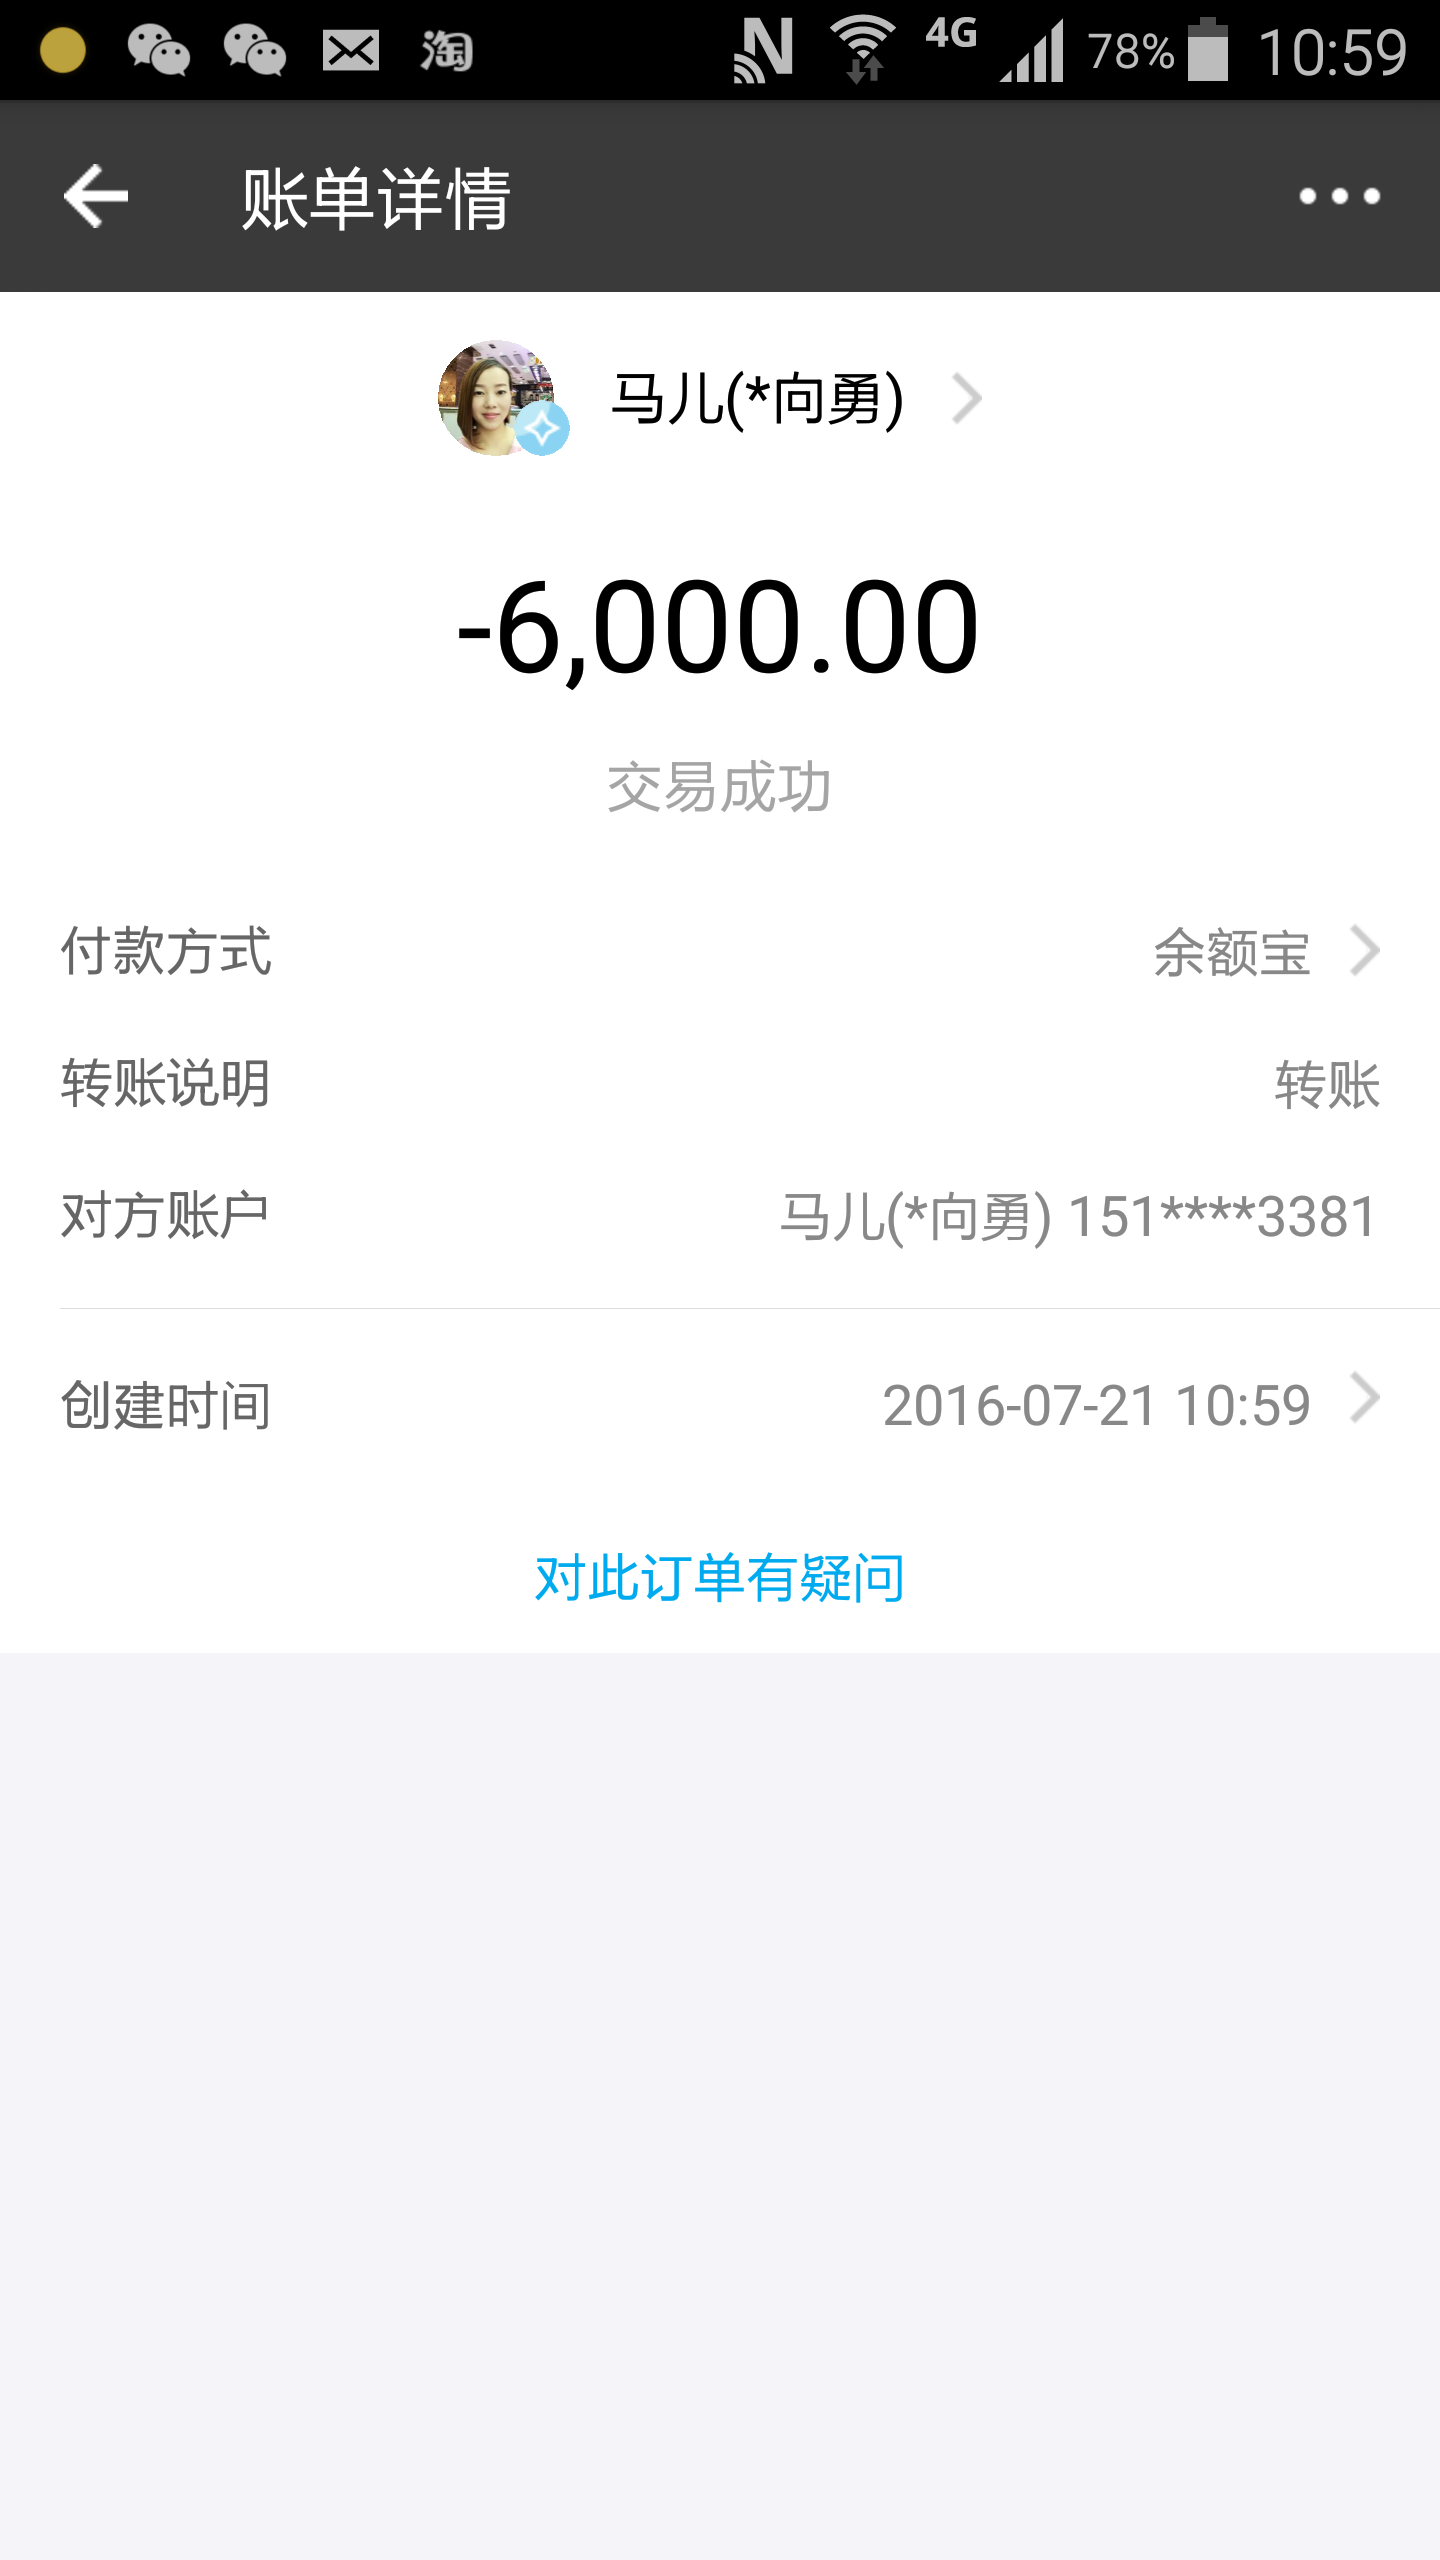 淘 N 4G 78% 10:59
账单详情
马儿(*向勇)
-6,000.00
交易成功
付款方式 余额宝
转账说明 转账
对方账户 马儿(*向勇) 151****3381
创建时间 2016-07-21 10:59
对此订单有疑问